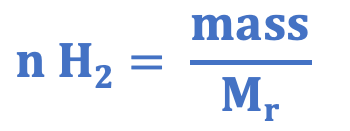 n H₂ = mass
Mᵣ